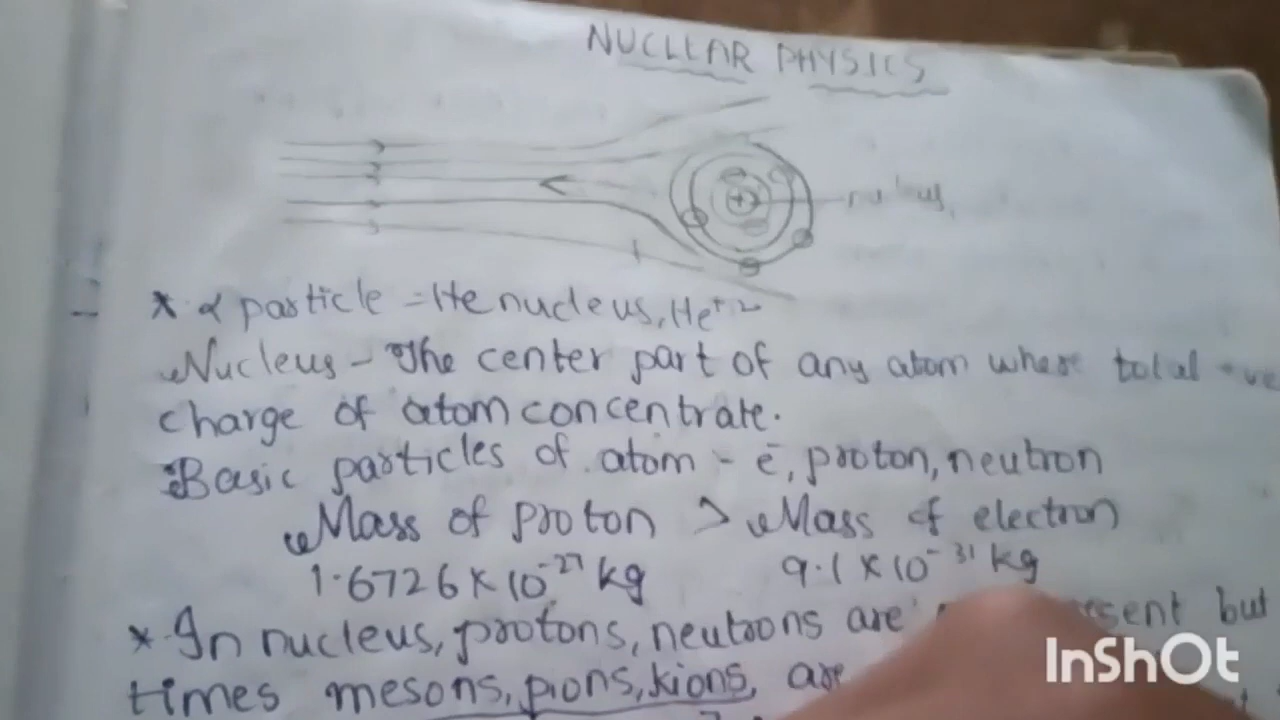 NUCLEAR PHYSICS
* α particle = He nucleus, He⁺²
Nucleus - The center part of any atom where total +ve
charge of atom concentrate.
Basic particles of atom - e⁻, proton, neutron
Mass of proton > Mass of electron
1.6726 x 10⁻²⁷ kg 9.1 x 10⁻³¹ kg
* In nucleus, protons, neutrons are but
times mesons, pions, kions, are
InShOt